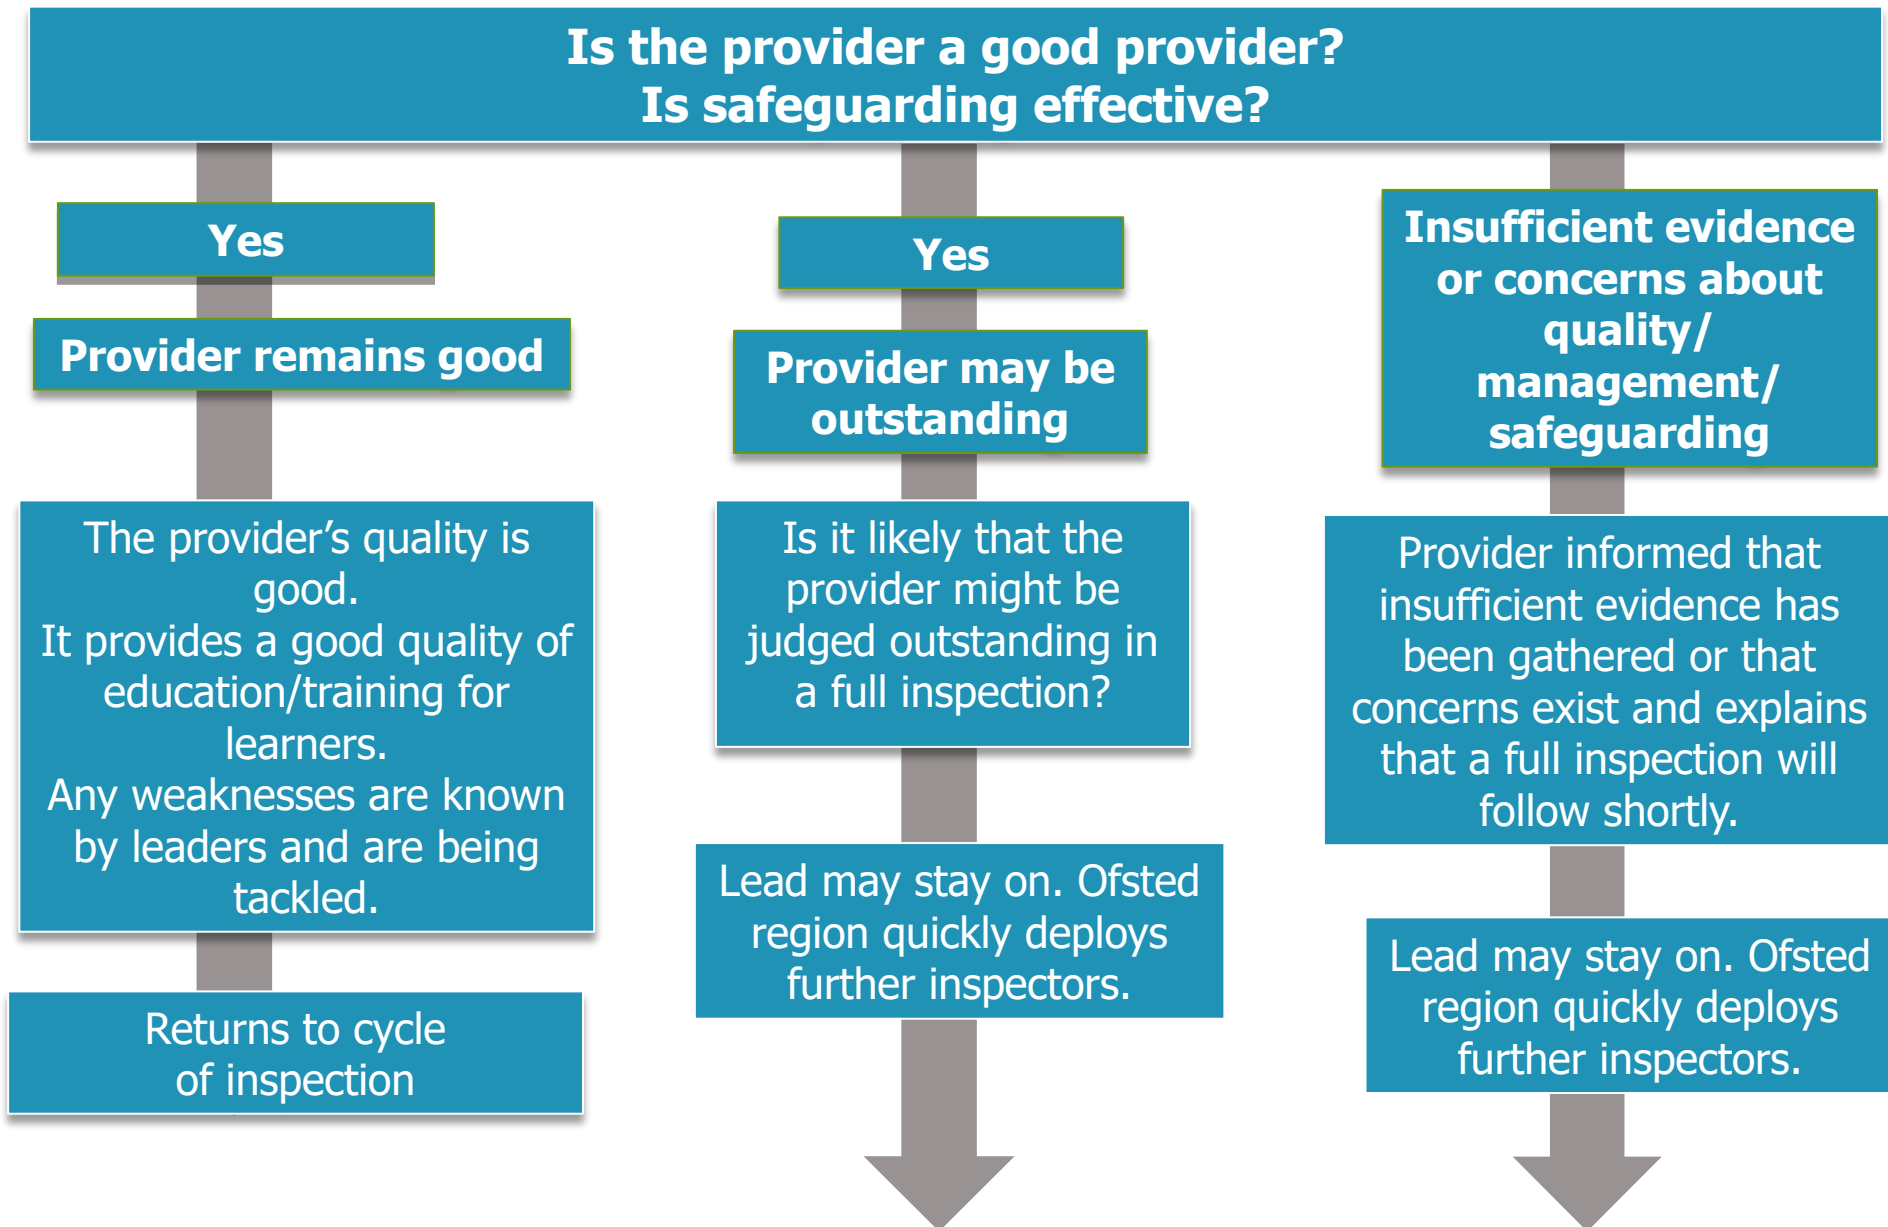 Is the provider a good provider?
Is safeguarding effective?
Yes
Provider remains good
The provider’s quality is
good.
It provides a good quality of
education/training for
learners.
Any weaknesses are known
by leaders and are being
tackled.
Returns to cycle
of inspection
Yes
Provider may be
outstanding
Is it likely that the
provider might be
judged outstanding in
a full inspection?
Lead may stay on. Ofsted
region quickly deploys
further inspectors.
Insufficient evidence
or concerns about
quality/
management/
safeguarding
Provider informed that
insufficient evidence has
been gathered or that
concerns exist and explains
that a full inspection will
follow shortly.
Lead may stay on. Ofsted
region quickly deploys
further inspectors.